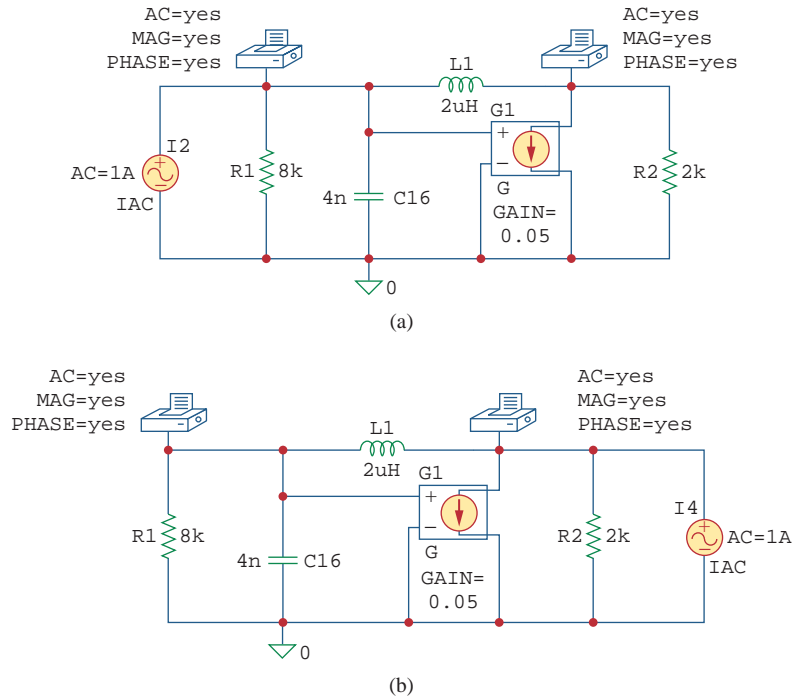 AC=yes
MAG=yes
PHASE=yes
AC=yes
MAG=yes
PHASE=yes
L1
2uH
G1
+
−
I2
+
−
AC=1A
IAC
R1
8k
4n
C16
G
GAIN=
0.05
R2
2k
0
(a)
AC=yes
MAG=yes
PHASE=yes
AC=yes
MAG=yes
PHASE=yes
L1
2uH
G1
+
−
R1
8k
4n
C16
G
GAIN=
0.05
R2
2k
I4
+
−
AC=1A
IAC
0
(b)